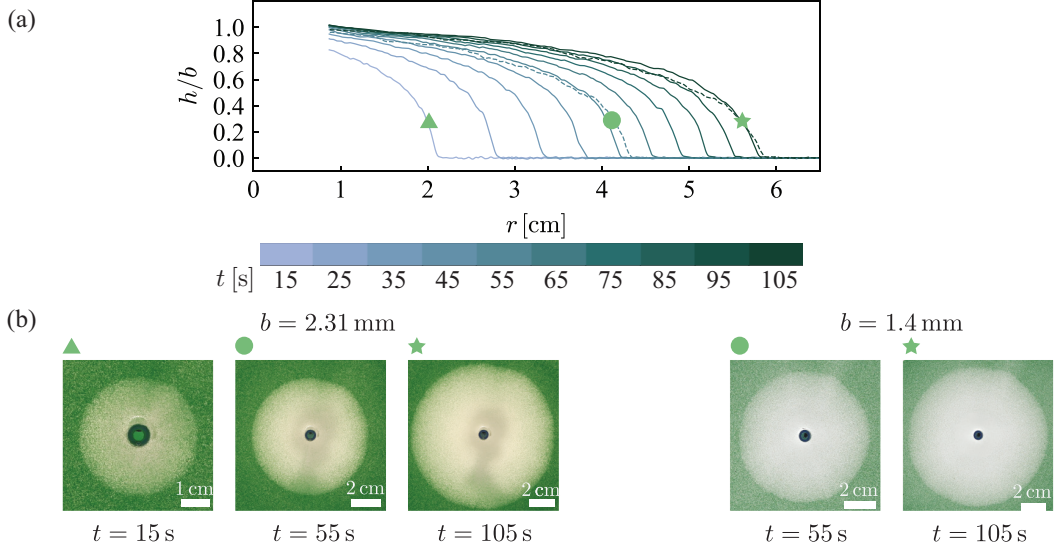 (a)
1.0
0.8
0.6
0.4
0.2
0.0
h/b
0 1 2 3 4 5 6
r [cm]
t [s] 15 25 35 45 55 65 75 85 95 105
(b)
b = 2.31 mm
b = 1.4 mm
1 cm
2 cm
2 cm
2 cm
2 cm
t = 15 s
t = 55 s
t = 105 s
t = 55 s
t = 105 s